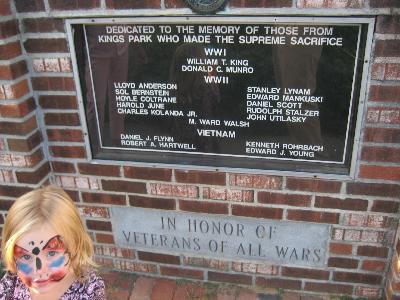 DEDICATED TO THE MEMORY OF THOSE FROM
KINGS PARK WHO MADE THE SUPREME SACRIFICE
WWI
WILLIAM T. KING
DONALD C. MUNRO
WWII
LLOYD ANDERSON
SOL BERNSTEIN
HOYLE COLTRANE
HAROLD JUNE
CHARLES KOLANDA JR.
STANLEY LYNAM
EDWARD MANKUSKI
DANIEL SCOTT
RUDOLPH STALZER
JOHN UTILASKY
M. WARD WALSH
VIETNAM
DANIEL J. FLYNN
ROBERT A. HARTWELL
KENNETH ROHRBACH
EDWARD J. YOUNG
IN HONOR OF
VETERANS OF ALL WARS